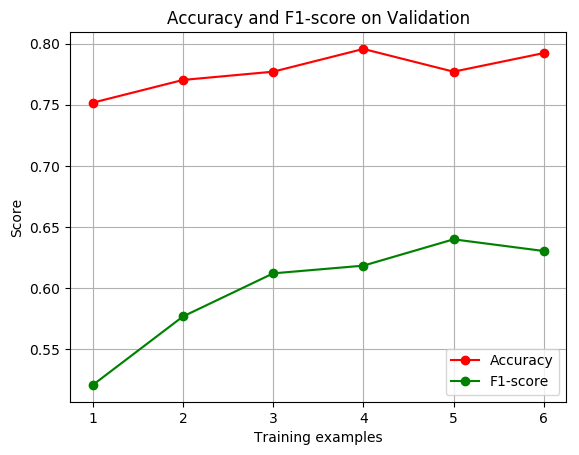 Accuracy and F1-score on Validation
0.80
0.75
0.70
0.65
0.60
0.55
Score
1 2 3 4 5 6
Training examples
Accuracy
F1-score